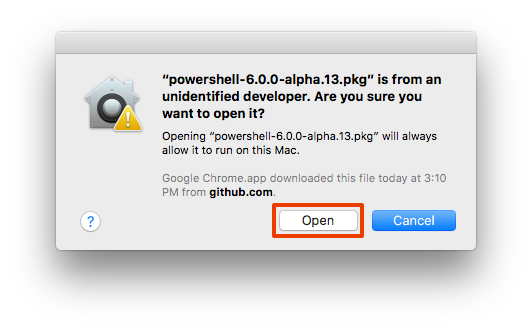 “powershell-6.0.0-alpha.13.pkg” is from an
unidentified developer. Are you sure you
want to open it?
Opening “powershell-6.0.0-alpha.13.pkg” will always
allow it to run on this Mac.
Google Chrome.app downloaded this file today at 3:10
PM from github.com.
?
Open
Cancel